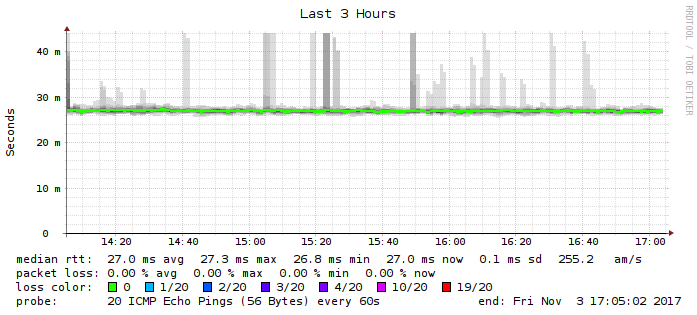 Last 3 Hours
RRDTOOL / TOBI OETIKER
Seconds
40 m
30 m
20 m
10 m
0
14:20 14:40 15:00 15:20 15:40 16:00 16:20 16:40 17:00
median rtt: 27.0 ms avg 27.3 ms max 26.8 ms min 27.0 ms now 0.1 ms sd 255.2 am/s
packet loss: 0.00 % avg 0.00 % max 0.00 % min 0.00 % now
loss color: 0 1/20 2/20 3/20 4/20 10/20 19/20
probe: 20 ICMP Echo Pings (56 Bytes) every 60s end: Fri Nov 3 17:05:02 2017